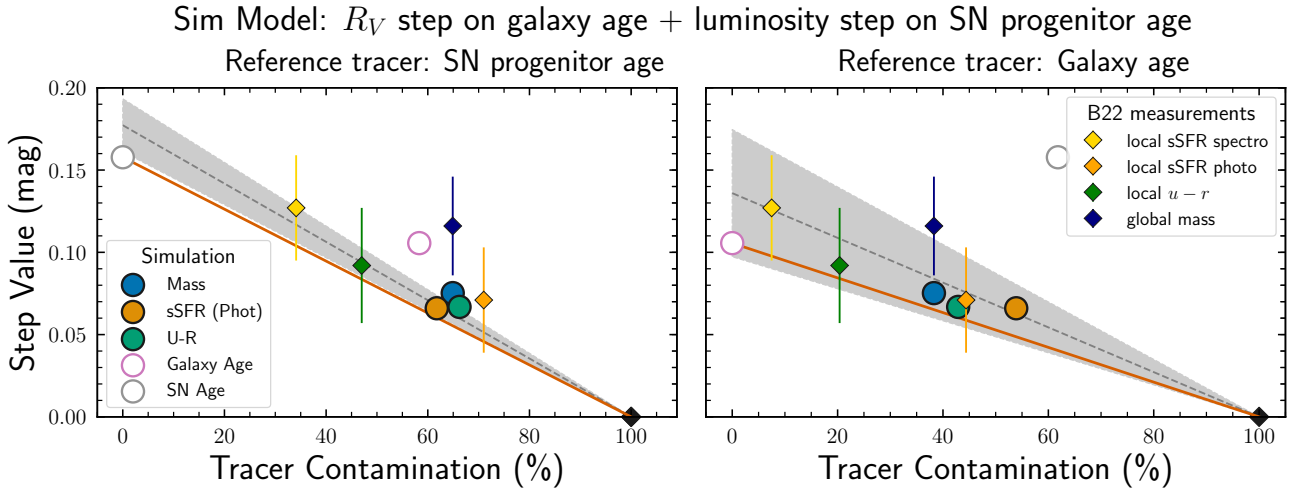 Sim Model: R_V step on galaxy age + luminosity step on SN progenitor age
Reference tracer: SN progenitor age
Reference tracer: Galaxy age
Step Value (mag)
0.20
0.15
0.10
0.05
0.00
Simulation
Mass
sSFR (Phot)
U-R
Galaxy Age
SN Age
0 20 40 60 80 100
Tracer Contamination (%)
B22 measurements
local sSFR spectro
local sSFR photo
local u − r
global mass
0 20 40 60 80 100
Tracer Contamination (%)